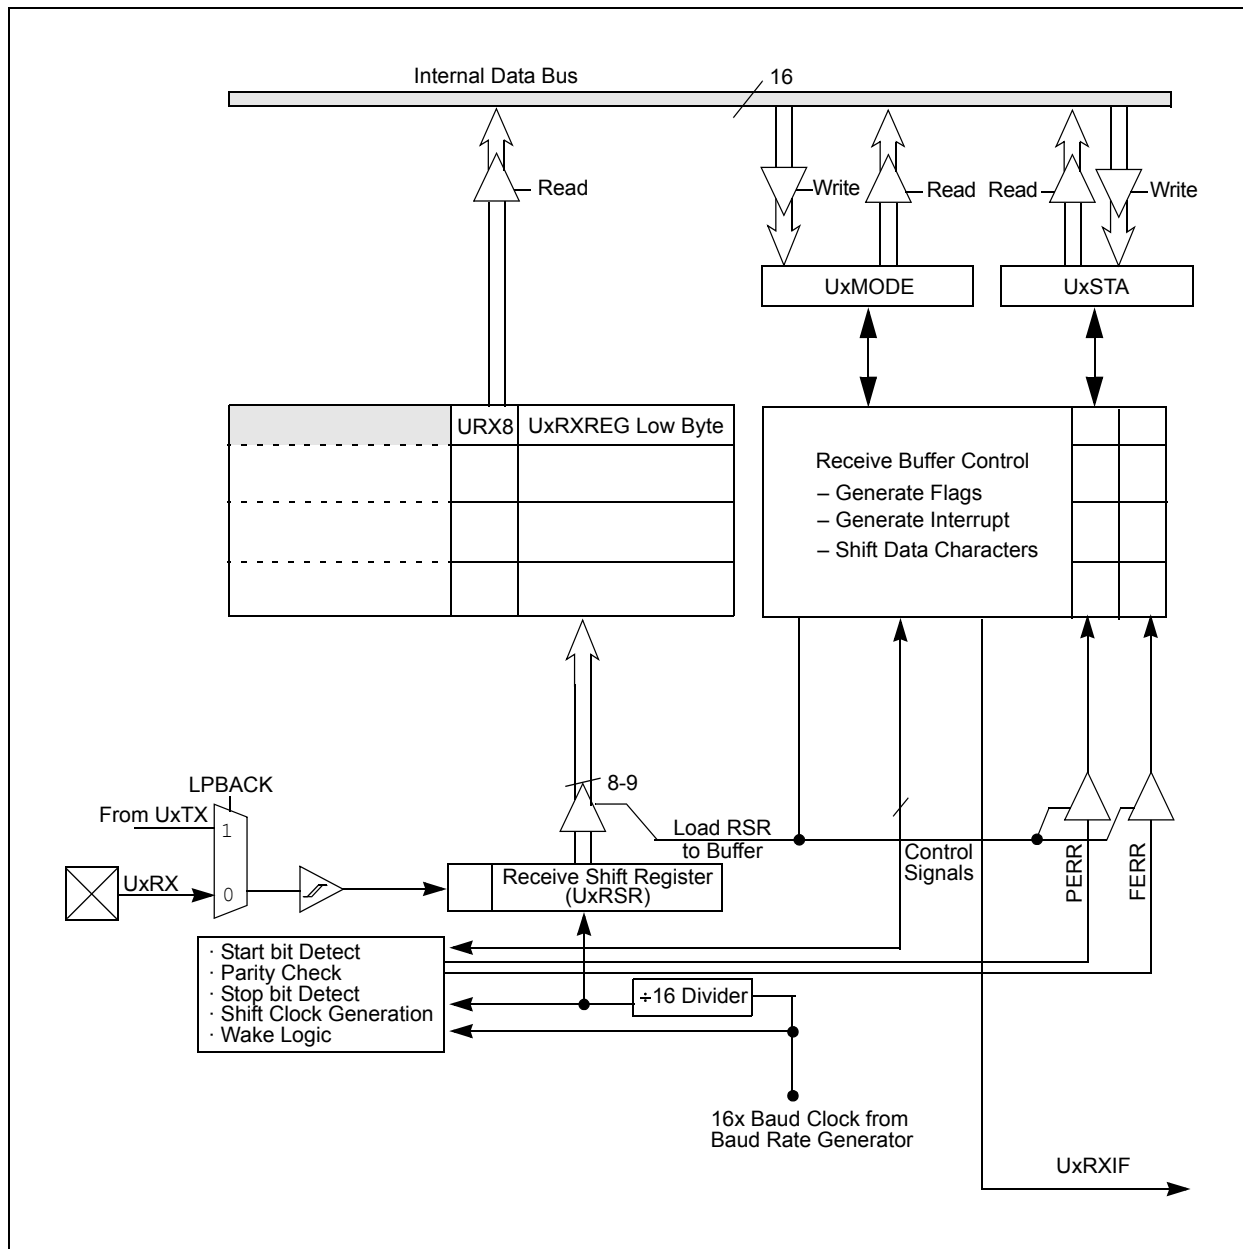 Internal Data Bus
16
Read
Write
Read
Read
Write
UxMODE
UxSTA
URX8
UxRXREG Low Byte
Receive Buffer Control
– Generate Flags
– Generate Interrupt
– Shift Data Characters
LPBACK
From UxTX
1
UxRX
0
8-9
Load RSR
to Buffer
Control
Signals
PERR
FERR
Receive Shift Register
(UxRSR)
· Start bit Detect
· Parity Check
· Stop bit Detect
· Shift Clock Generation
· Wake Logic
÷16 Divider
16x Baud Clock from
Baud Rate Generator
UxRXIF